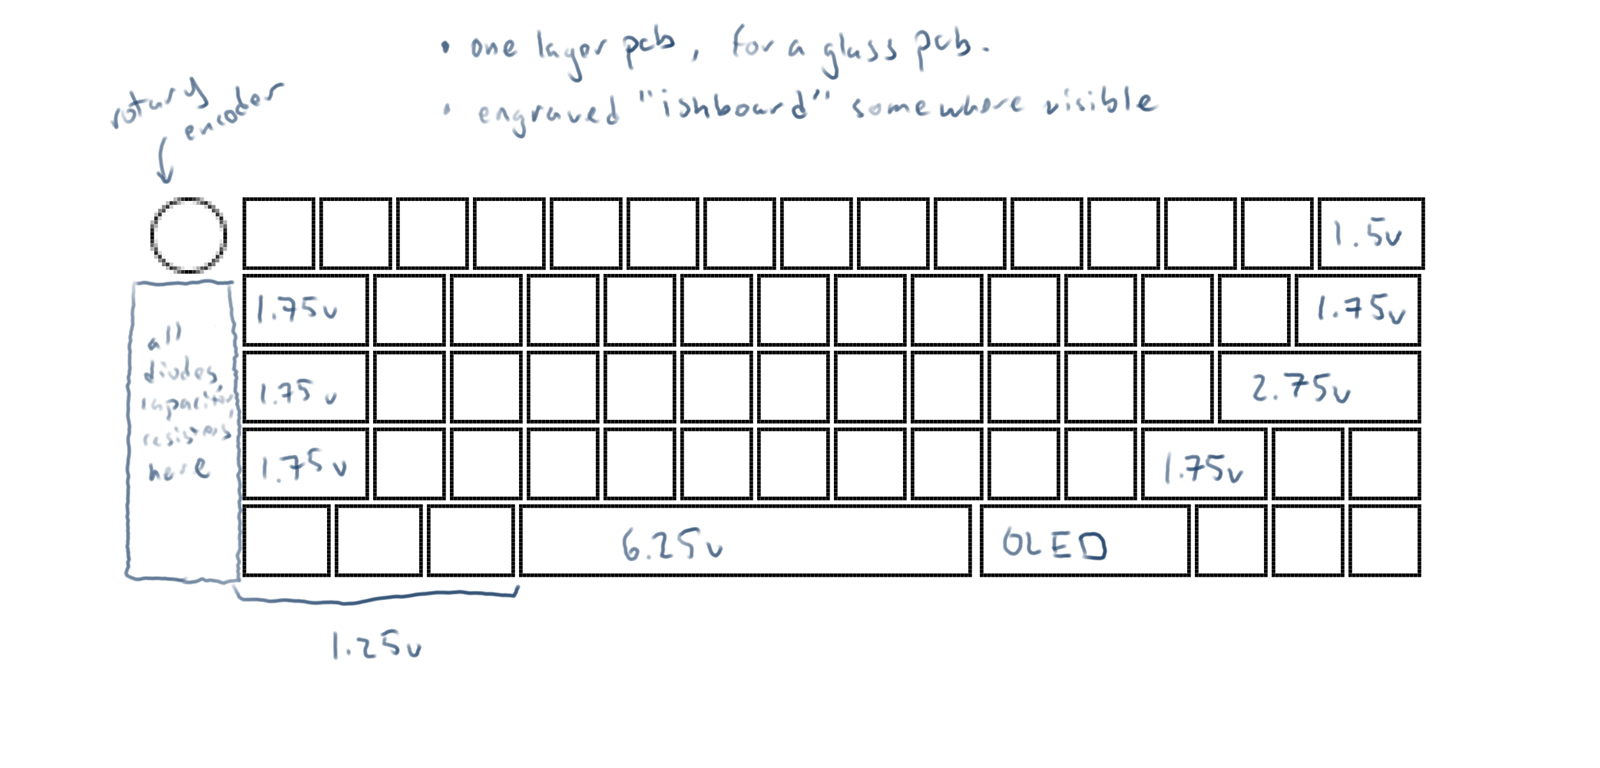 • one layer pcb, for a glass pcb.
• engraved "ishboard" somewhere visible
rotary
encoder
1.5u
1.75u
1.75u
all
diodes,
capacitor,
resistors
here
1.75u
2.75u
1.75u
1.75u
6.25u
OLED
1.25u